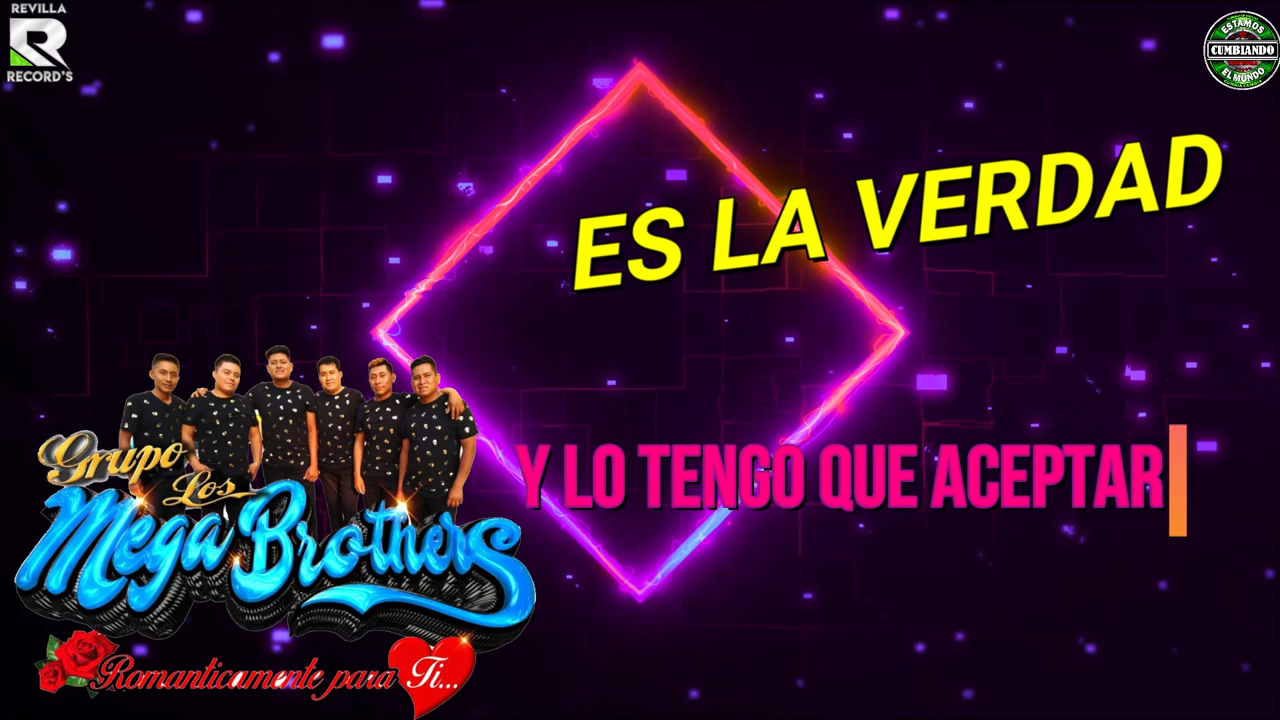 REVILLA
R
RECORD'S
ESTAMOS
CUMBIANDO
EL MUNDO
ES LA VERDAD
Y LO TENGO QUE ACEPTAR
Grupo
Los
Mega Brothers
Romanticamente para Ti...